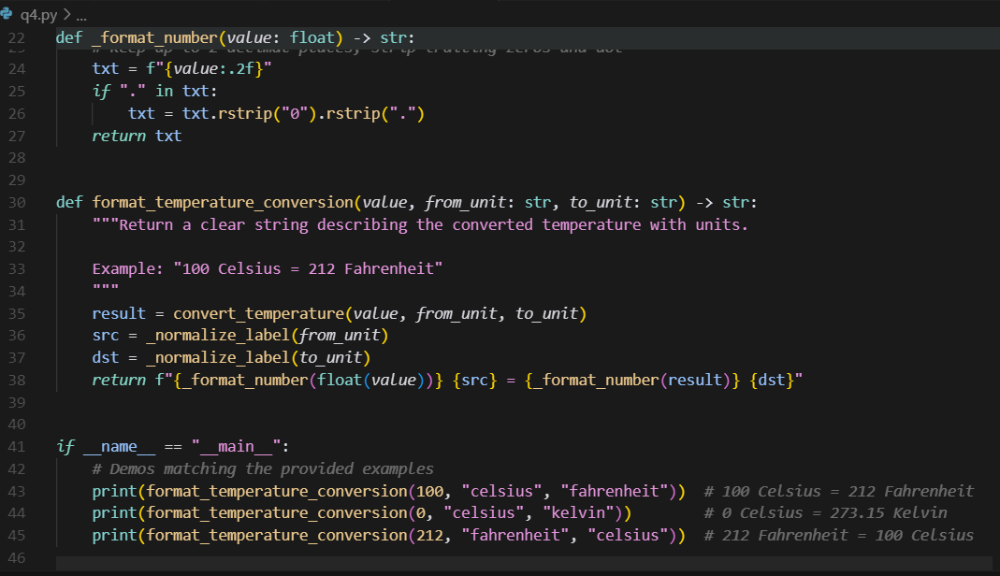 q4.py > ...
22 def _format_number(value: float) -> str:
# Keep up to 2 decimal places, strip trailing zeros and dot
24 txt = f"{value:.2f}"
25 if "." in txt:
26 txt = txt.rstrip("0").rstrip(".")
27 return txt
28
29
30 def format_temperature_conversion(value, from_unit: str, to_unit: str) -> str:
31 """Return a clear string describing the converted temperature with units.
32
33 Example: "100 Celsius = 212 Fahrenheit"
34 """
35 result = convert_temperature(value, from_unit, to_unit)
36 src = _normalize_label(from_unit)
37 dst = _normalize_label(to_unit)
38 return f"{_format_number(float(value))} {src} = {_format_number(result)} {dst}"
39
40
41 if __name__ == "__main__":
42 # Demos matching the provided examples
43 print(format_temperature_conversion(100, "celsius", "fahrenheit")) # 100 Celsius = 212 Fahrenheit
44 print(format_temperature_conversion(0, "celsius", "kelvin")) # 0 Celsius = 273.15 Kelvin
45 print(format_temperature_conversion(212, "fahrenheit", "celsius")) # 212 Fahrenheit = 100 Celsius
46